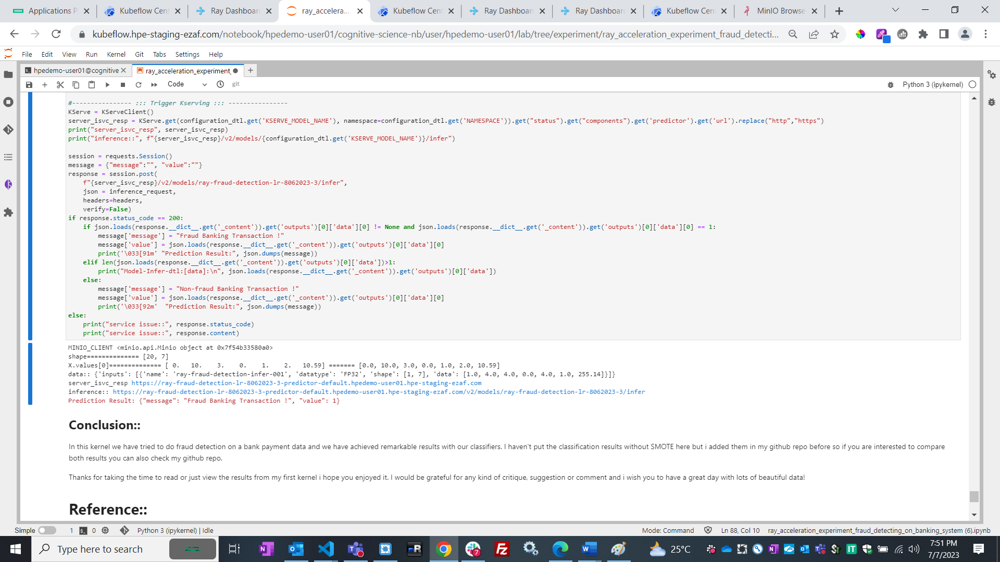 Applications P
Kubeflow Cent
Ray Dashboard
ray_accelera...
Kubeflow Cent
Ray Dashboard
Ray Dashboard
Kubeflow Cent
MinIO Browse
kubeflow.hpe-staging-ezaf.com/notebook/hpedemo-user01/cognitive-science-nb/user/hpedemo-user01/lab/tree/experiment/ray_acceleration_experiment_fraud_detecti...
File Edit View Run Kernel Git Tabs Settings Help
hpedemo-user01@cognitive
ray_acceleration_experiment_
Code
git
Python 3 (ipykernel)
#---------------- ::: Trigger Kserving ::: ----------------
KServe = KServeClient()
server_isvc_resp = KServe.get(configuration_dtl.get('KSERVE_MODEL_NAME'), namespace=configuration_dtl.get('NAMESPACE')).get("status").get("components").get('predictor').get('url').replace("http","https")
print("server_isvc_resp", server_isvc_resp)
print("inference::", f"{server_isvc_resp}/v2/models/{configuration_dtl.get('KSERVE_MODEL_NAME')}/infer")
session = requests.Session()
message = {"message":"", "value":""}
response = session.post(
    f"{server_isvc_resp}/v2/models/ray-fraud-detection-lr-8062023-3/infer",
    json = inference_request,
    headers=headers,
    verify=False)
if response.status_code == 200:
    if json.loads(response.__dict__.get('_content')).get('outputs')[0]['data'][0] != None and json.loads(response.__dict__.get('_content')).get('outputs')[0]['data'][0] == 1:
        message['message'] = "Fraud Banking Transaction !"
        message['value'] = json.loads(response.__dict__.get('_content')).get('outputs')[0]['data'][0]
        print('\033[91m' "Prediction Result:", json.dumps(message))
    elif len(json.loads(response.__dict__.get('_content')).get('outputs')[0]['data'])>1:
        print("Model-Infer-dtl:[data]:\n", json.loads(response.__dict__.get('_content')).get('outputs')[0]['data'])
    else:
        message['message'] = "Non-fraud Banking Transaction !"
        message['value'] = json.loads(response.__dict__.get('_content')).get('outputs')[0]['data'][0]
        print('\033[92m'  "Prediction Result:", json.dumps(message))
else:
    print("service issue::", response.status_code)
    print("service issue::", response.content)
MINIO_CLIENT <minio.api.Minio object at 0x7f54b33580a0>
shape============== [20, 7]
X.values[0]============== [ 0.   10.    3.    0.    1.    2.   10.59] ======= [0.0, 10.0, 3.0, 0.0, 1.0, 2.0, 10.59]
data:: {'inputs': [{'name': 'ray-fraud-detection-infer-001', 'datatype': 'FP32', 'shape': [1, 7], 'data': [1.0, 4.0, 4.0, 0.0, 4.0, 1.0, 255.14]}]}
server_isvc_resp https://ray-fraud-detection-lr-8062023-3-predictor-default.hpedemo-user01.hpe-staging-ezaf.com
inference:: https://ray-fraud-detection-lr-8062023-3-predictor-default.hpedemo-user01.hpe-staging-ezaf.com/v2/models/ray-fraud-detection-lr-8062023-3/infer
Prediction Result: {"message": "Fraud Banking Transaction !", "value": 1}
Conclusion::
In this kernel we have tried to do fraud detection on a bank payment data and we have achieved remarkable results with our classifiers. I haven't put the classification results without SMOTE here but i added them in my github repo before so if you are interested to compare
both results you can also check my github repo.
Thanks for taking the time to read or just view the results from my first kernel i hope you enjoyed it. I would be grateful for any kind of critique, suggestion or comment and i wish you to have a great day with lots of beautiful data!
Reference::
Simple 1 0 Python 3 (ipykernel) | Idle
Mode: Command Ln 88, Col 10 ray_acceleration_experiment_fraud_detecting_on_banking_system (6).ipynb
Type here to search
25°C
7:51 PM
7/7/2023